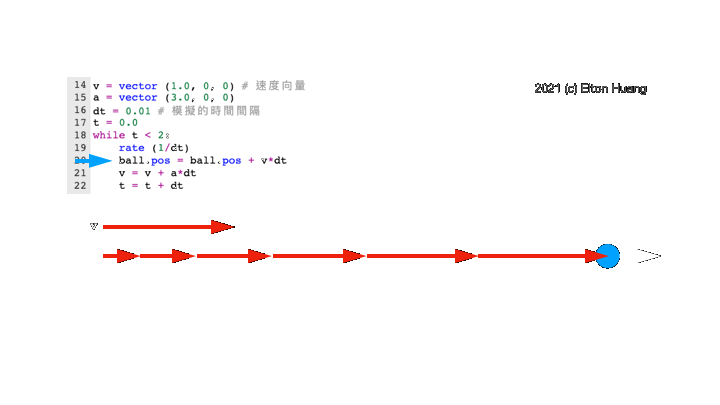 14 v = vector (1.0, 0, 0) # 速度向量
2021 (c) Elton Huang
15 a = vector (3.0, 0, 0)
16 dt = 0.01 # 模擬的時間間隔
17 t = 0.0
18 while t < 2:
19 rate (1/dt)
20 ball.pos = ball.pos + v*dt
21 v = v + a*dt
22 t = t + dt
v